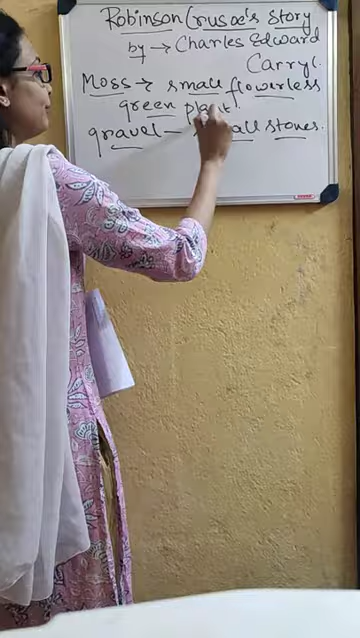 Robinson Crusoe's Story
by → Charles Edward
Carryl.
Moss → small flowerless
green plant.
gravel — small stones.